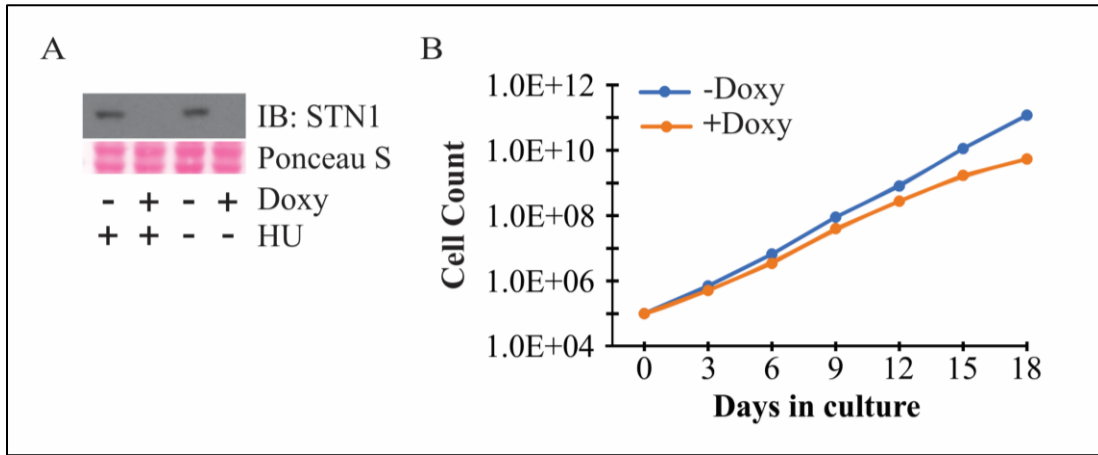 A
IB: STN1
Ponceau S
- + - + Doxy
+ + - - HU
B
-Doxy
+Doxy
1.0E+12
1.0E+10
1.0E+08
1.0E+06
1.0E+04
Cell Count
0 3 6 9 12 15 18
Days in culture